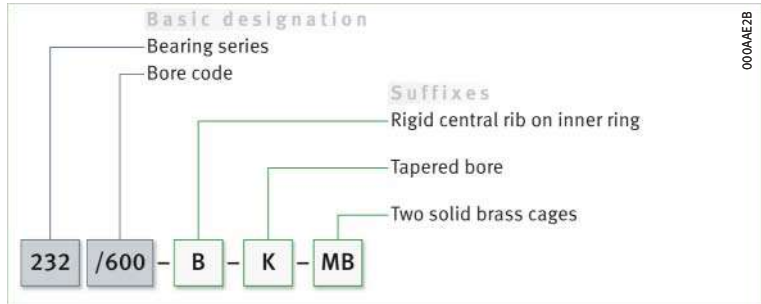 Basic designation
Bearing series
Bore code
Suffixes
Rigid central rib on inner ring
Tapered bore
Two solid brass cages
232 /600 – B – K – MB
000AAE2B